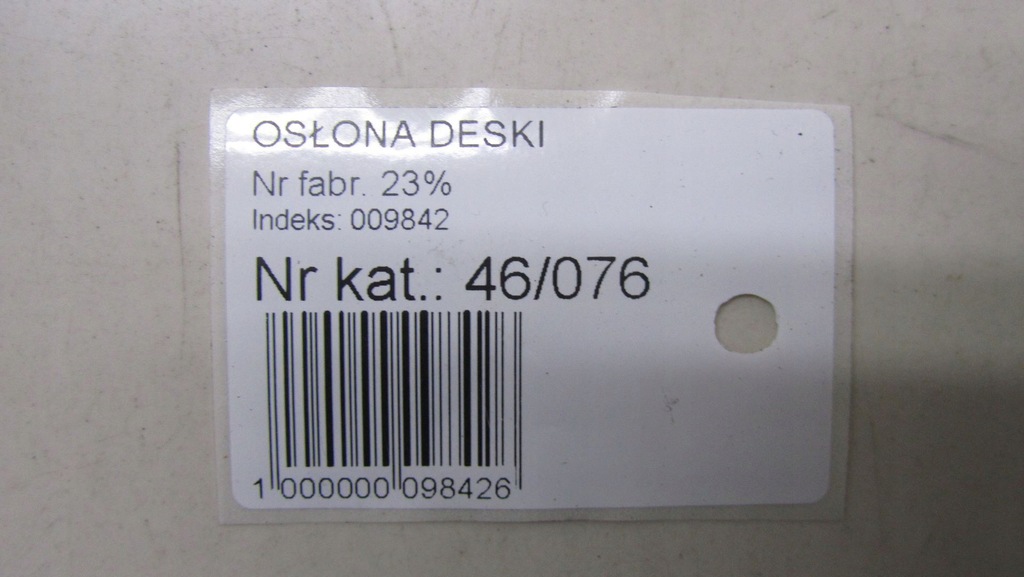 OSŁONA DESKI
Nr fabr. 23%
Indeks: 009842
Nr kat.: 46/076
1 000000 098426